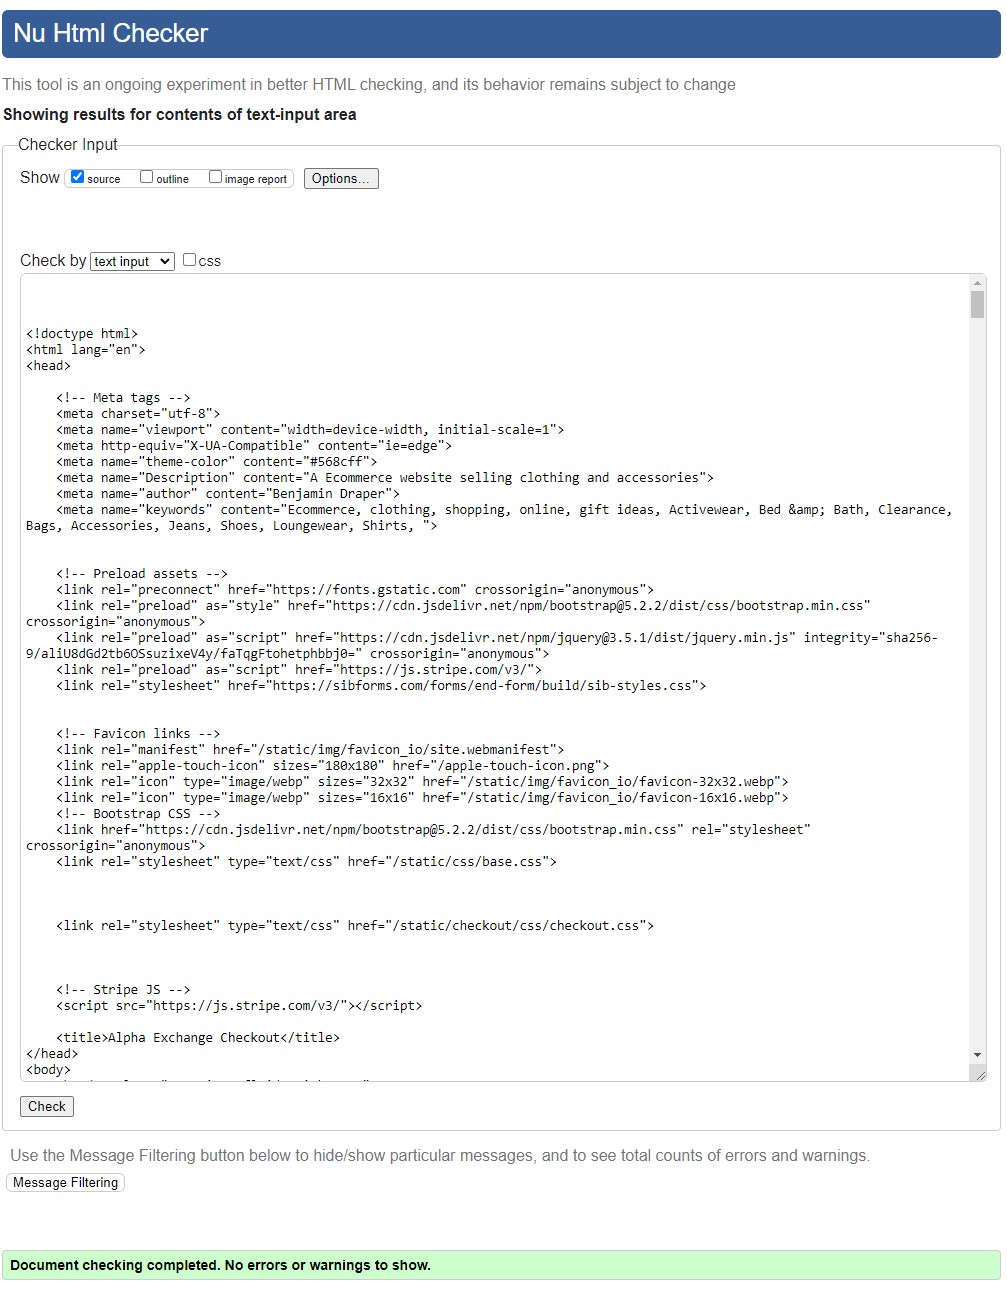 Nu Html Checker
This tool is an ongoing experiment in better HTML checking, and its behavior remains subject to change
Showing results for contents of text-input area
Checker Input
Show source outline image report Options...
Check by text input css
<!doctype html>
<html lang="en">
<head>
<!-- Meta tags -->
<meta charset="utf-8">
<meta name="viewport" content="width=device-width, initial-scale=1">
<meta http-equiv="X-UA-Compatible" content="ie=edge">
<meta name="theme-color" content="#568cff">
<meta name="Description" content="A Ecommerce website selling clothing and accessories">
<meta name="author" content="Benjamin Draper">
<meta name="keywords" content="Ecommerce, clothing, shopping, online, gift ideas, Activewear, Bed &amp; Bath, Clearance,
Bags, Accessories, Jeans, Shoes, Loungewear, Shirts, ">
<!-- Preload assets -->
<link rel="preconnect" href="https://fonts.gstatic.com" crossorigin="anonymous">
<link rel="preload" as="style" href="https://cdn.jsdelivr.net/npm/bootstrap@5.2.2/dist/css/bootstrap.min.css"
crossorigin="anonymous">
<link rel="preload" as="script" href="https://cdn.jsdelivr.net/npm/jquery@3.5.1/dist/jquery.min.js" integrity="sha256-
9/aliU8dGd2tb6OSsuzixeV4y/faTqgFtohetphbbj0=" crossorigin="anonymous">
<link rel="preload" as="script" href="https://js.stripe.com/v3/">
<link rel="stylesheet" href="https://sibforms.com/forms/end-form/build/sib-styles.css">
<!-- Favicon links -->
<link rel="manifest" href="/static/img/favicon_io/site.webmanifest">
<link rel="apple-touch-icon" sizes="180x180" href="/apple-touch-icon.png">
<link rel="icon" type="image/webp" sizes="32x32" href="/static/img/favicon_io/favicon-32x32.webp">
<link rel="icon" type="image/webp" sizes="16x16" href="/static/img/favicon_io/favicon-16x16.webp">
<!-- Bootstrap CSS -->
<link href="https://cdn.jsdelivr.net/npm/bootstrap@5.2.2/dist/css/bootstrap.min.css" rel="stylesheet"
crossorigin="anonymous">
<link rel="stylesheet" type="text/css" href="/static/css/base.css">
<link rel="stylesheet" type="text/css" href="/static/checkout/css/checkout.css">
<!-- Stripe JS -->
<script src="https://js.stripe.com/v3/"></script>
<title>Alpha Exchange Checkout</title>
</head>
<body>
Check
Use the Message Filtering button below to hide/show particular messages, and to see total counts of errors and warnings.
Message Filtering
Document checking completed. No errors or warnings to show.